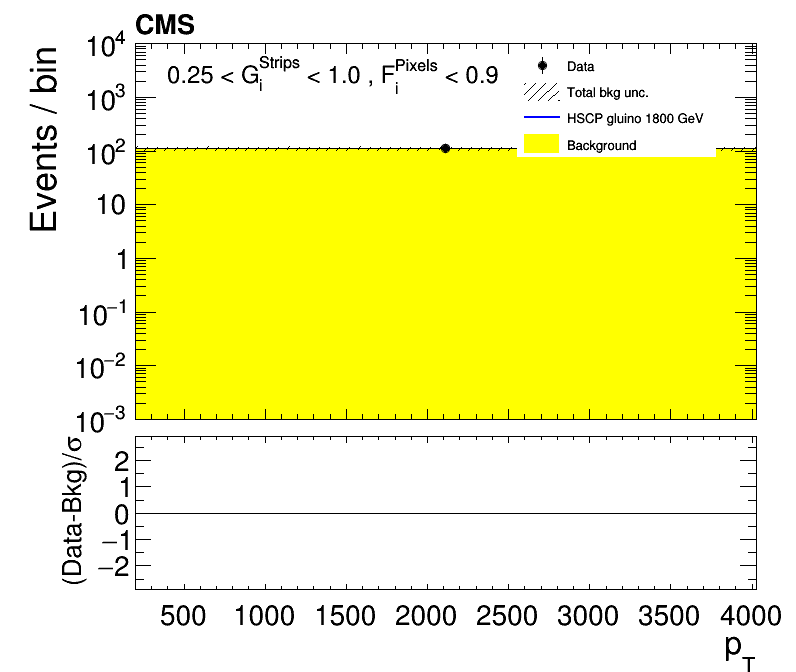 CMS
Events / bin
10⁴
10³
10²
10
1
10⁻¹
10⁻²
10⁻³
0.25 < G_i^Strips < 1.0 , F_i^Pixels < 0.9
Data
Total bkg unc.
HSCP gluino 1800 GeV
Background
(Data-Bkg)/σ
2
1
0
−1
−2
500 1000 1500 2000 2500 3000 3500 4000
p_T